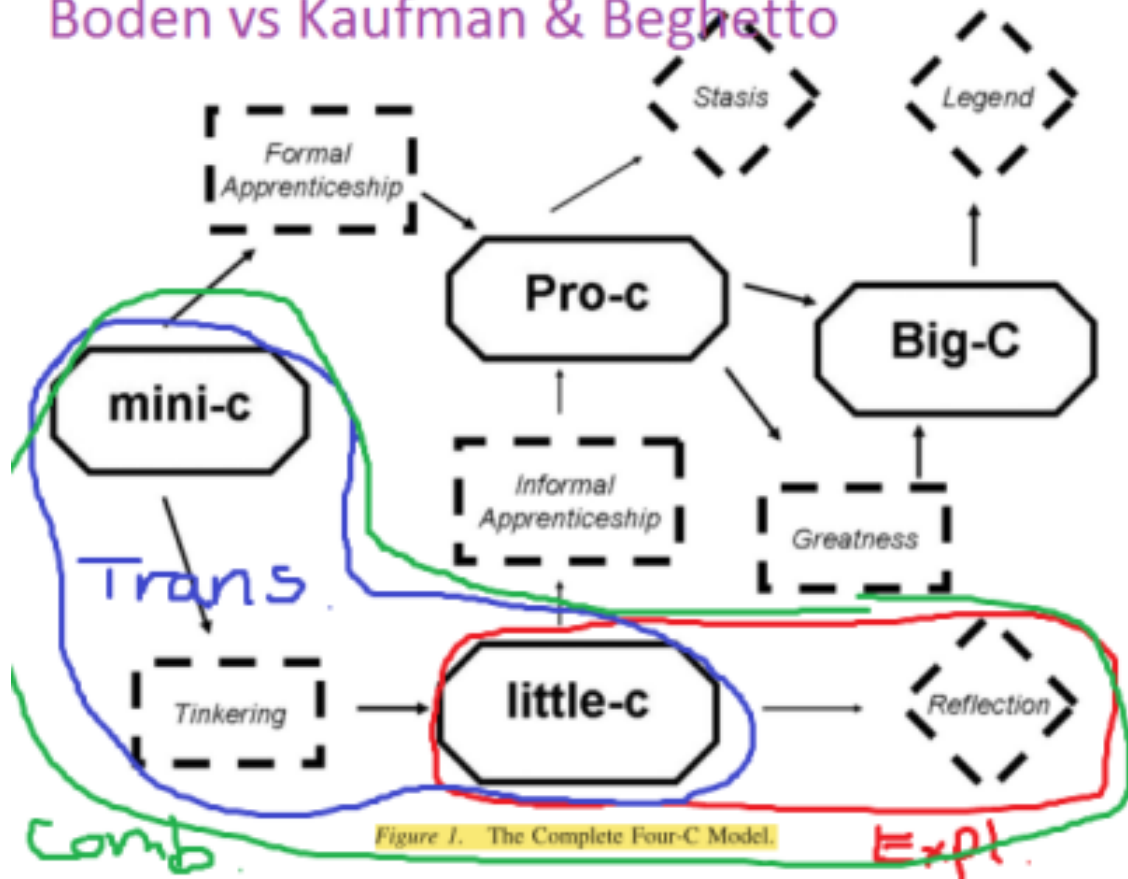 Boden vs Kaufman & Beghetto
Stasis
Legend
Formal
Apprenticeship
Pro-c
Big-C
mini-c
Informal
Apprenticeship
Greatness
Trans.
Tinkering
little-c
Reflection
Comb.
Figure 1. The Complete Four-C Model.
Expl.